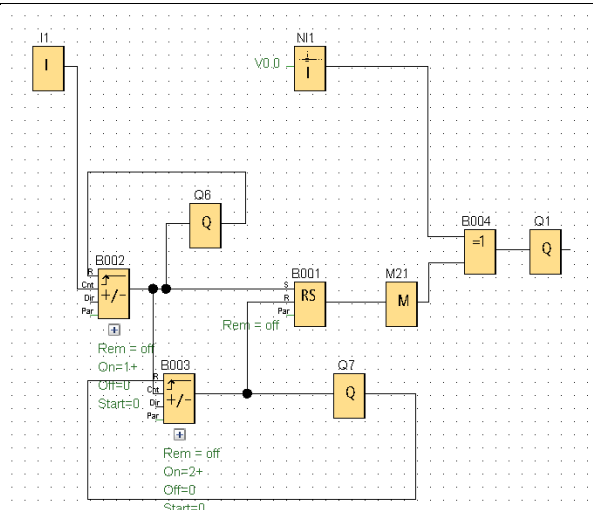 I1
NI1
I
V0.0
I
Q6
Q
B004
Q1
=1
Q
B002
R
Cnt
Dir
Par
+/-
B001
S
R
Par
RS
M21
M
Rem = off
Rem = off
On=1+
Off=0
Start=0
B003
R
Cnt
Dir
Par
+/-
Q7
Q
Rem = off
On=2+
Off=0
Start=0